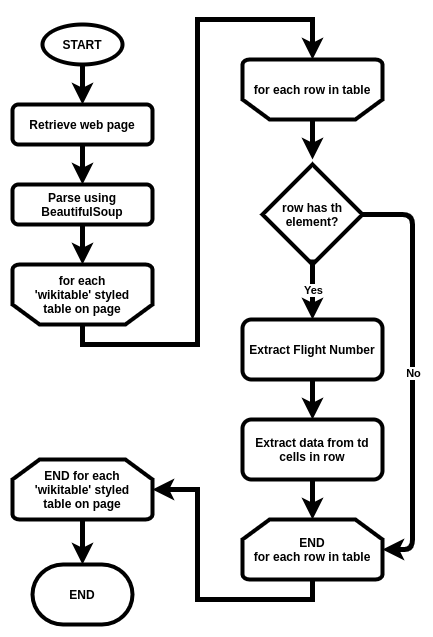 START
Retrieve web page
Parse using
BeautifulSoup
for each
'wikitable' styled
table on page
for each row in table
row has th
element?
Yes
No
Extract Flight Number
Extract data from td
cells in row
END
for each row in table
END for each
'wikitable' styled
table on page
END